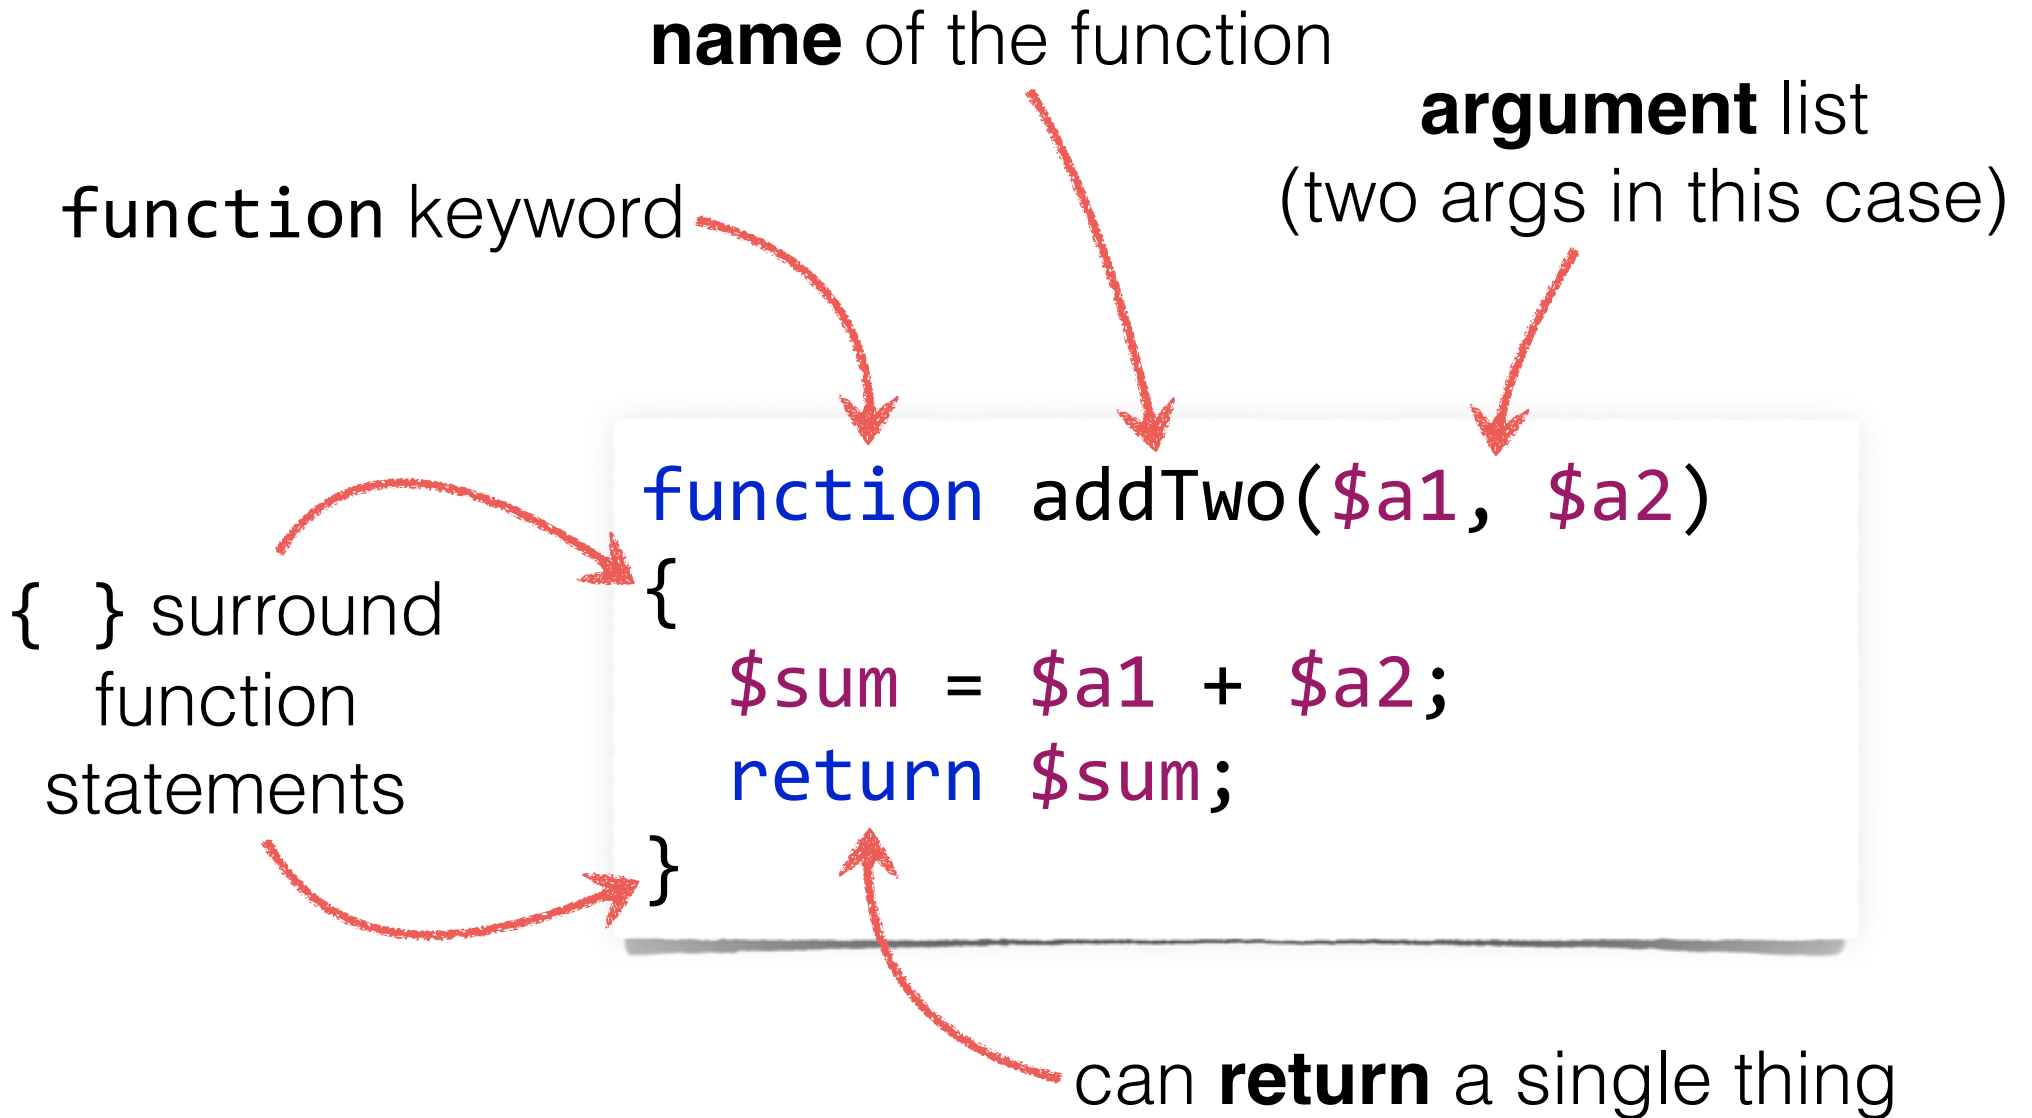 name of the function
argument list
(two args in this case)
function keyword
function addTwo($a1, $a2)
{
$sum = $a1 + $a2;
return $sum;
}
{ } surround
function
statements
can return a single thing